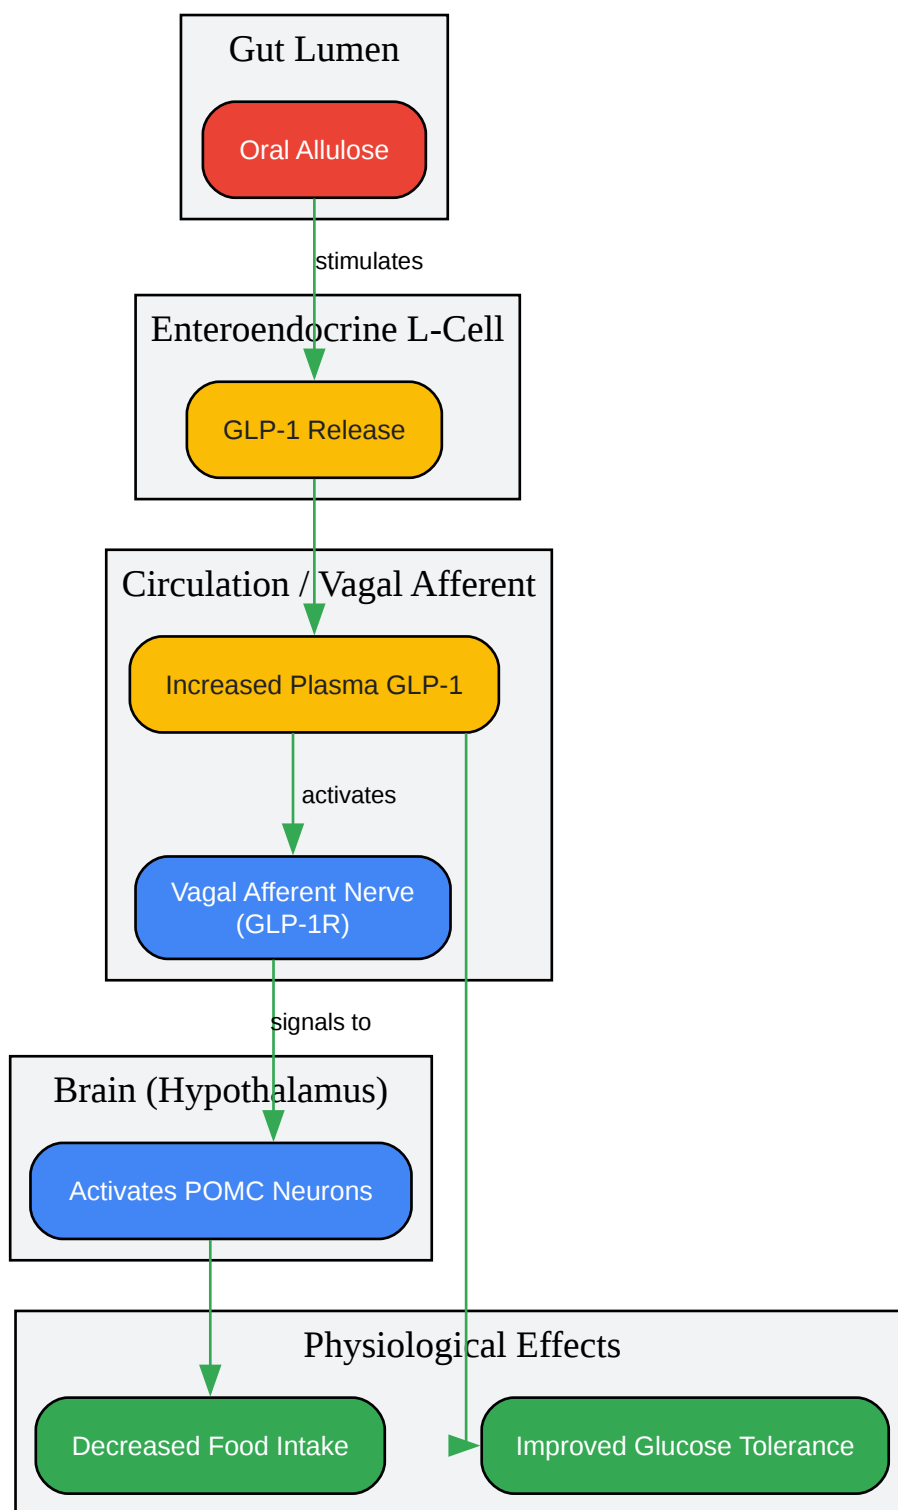 Gut Lumen
Oral Allulose
stimulates
Enteroendocrine L-Cell
GLP-1 Release
Circulation / Vagal Afferent
Increased Plasma GLP-1
activates
Vagal Afferent Nerve
(GLP-1R)
signals to
Brain (Hypothalamus)
Activates POMC Neurons
Physiological Effects
Decreased Food Intake
Improved Glucose Tolerance